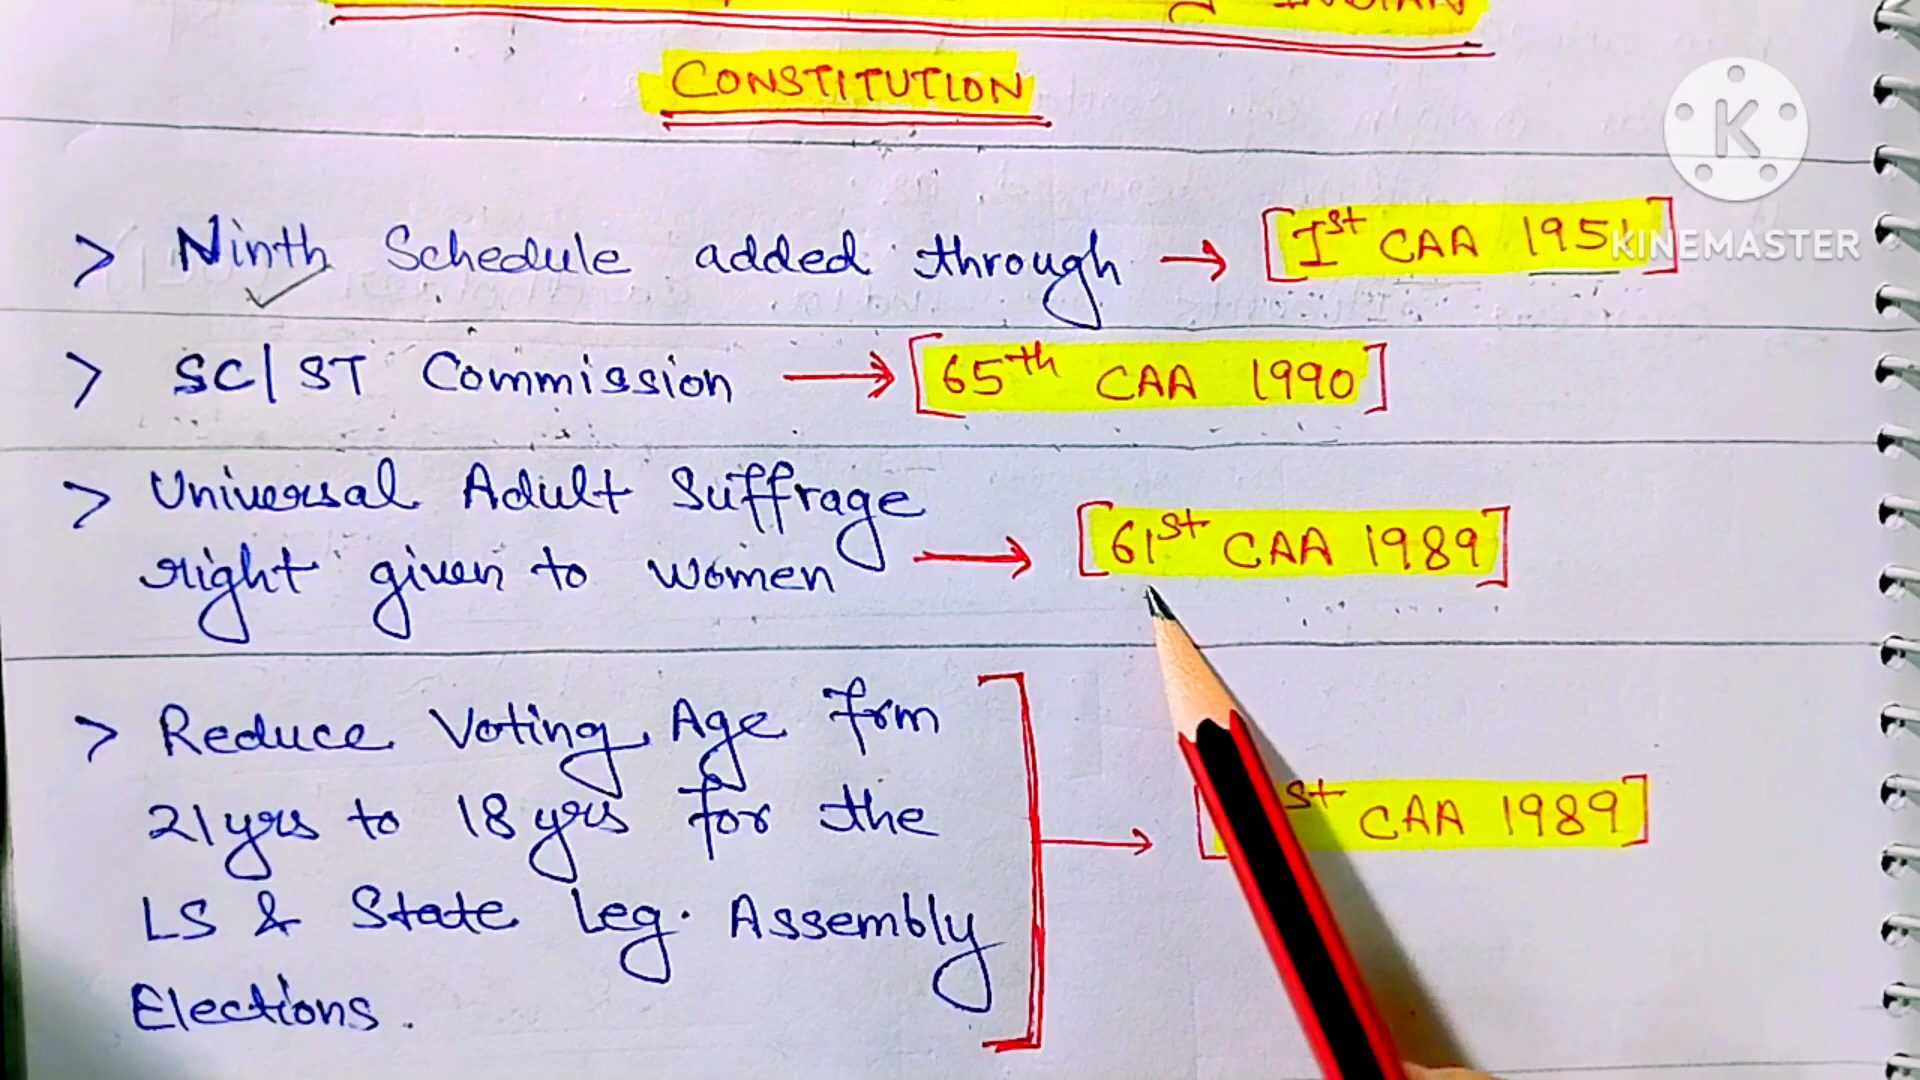 INDIAN
CONSTITUTION
K
KINEMASTER
> Ninth Schedule added through → [Ist CAA 1951]
> SC/ST Commission → [65th CAA 1990]
> Universal Adult Suffrage
right given to women → [61st CAA 1989]
> Reduce Voting Age frm
21yrs to 18yrs for the
LS & State Leg. Assembly
Elections.
→ [st CAA 1989]